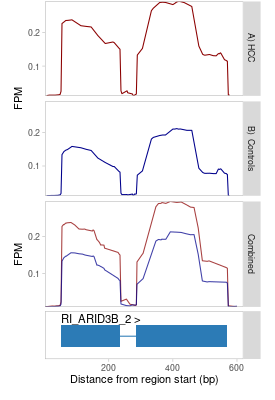 0.2
0.1
FPM
A) HCC
0.2
0.1
B) Controls
0.2
0.1
FPM
Combined
RI_ARID3B_2 >
0
200
400
600
Distance from region start (bp)